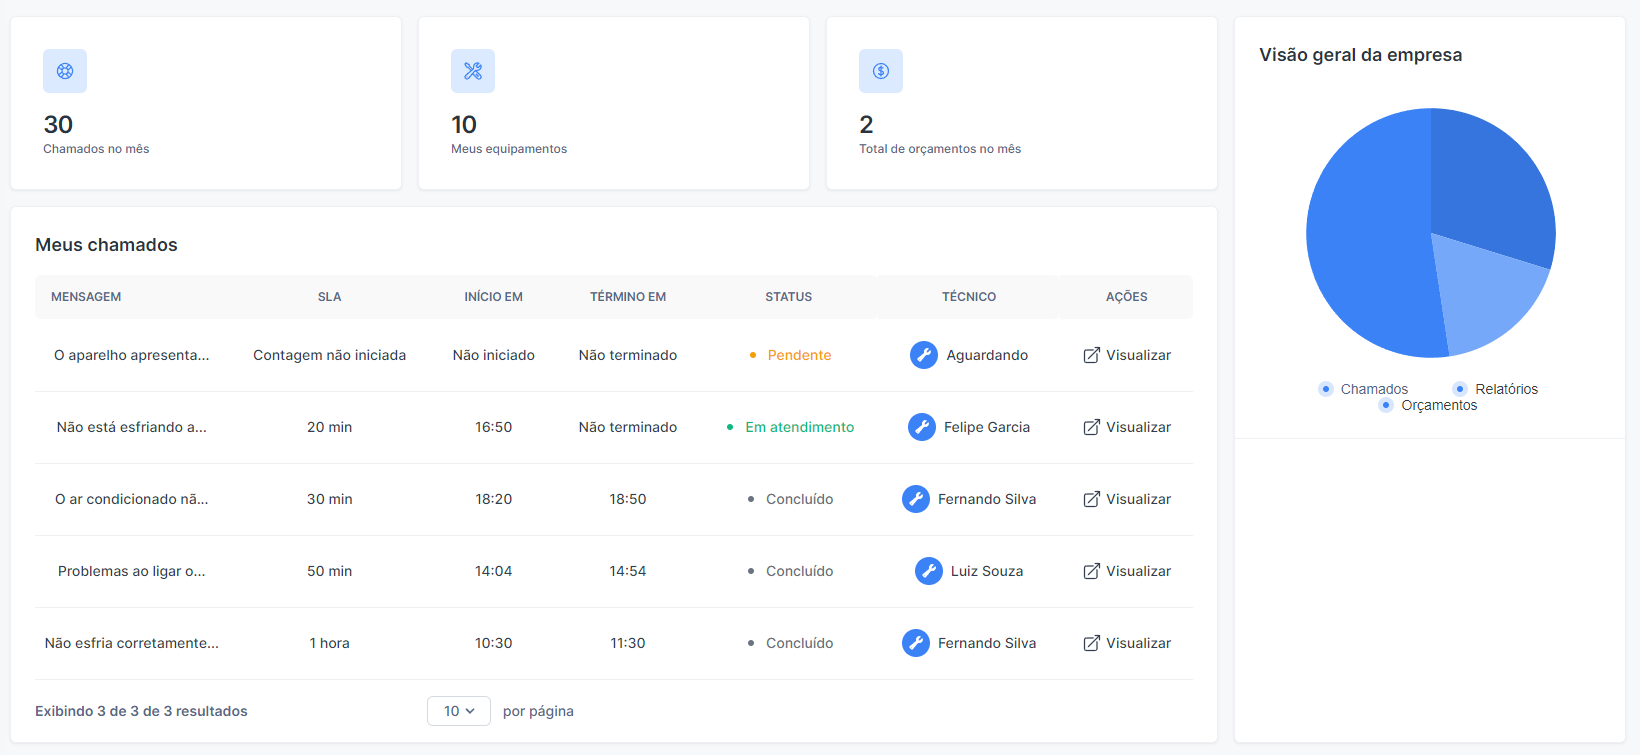 30
Chamados no mês
10
Meus equipamentos
2
Total de orçamentos no mês
Meus chamados
MENSAGEM SLA INÍCIO EM TÉRMINO EM STATUS TÉCNICO AÇÕES
O aparelho apresenta... Contagem não iniciada Não iniciado Não terminado Pendente Aguardando Visualizar
Não está esfriando a... 20 min 16:50 Não terminado Em atendimento Felipe Garcia Visualizar
O ar condicionado nã... 30 min 18:20 18:50 Concluído Fernando Silva Visualizar
Problemas ao ligar o... 50 min 14:04 14:54 Concluído Luiz Souza Visualizar
Não esfria corretamente... 1 hora 10:30 11:30 Concluído Fernando Silva Visualizar
Exibindo 3 de 3 de 3 resultados 10 por página
Visão geral da empresa
Chamados Relatórios
Orçamentos